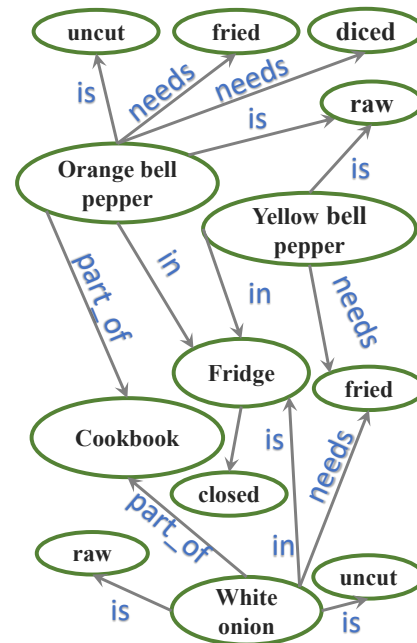 uncut
fried
diced
is
needs
needs
is
raw
Orange bell
pepper
is
Yellow bell
pepper
part_of
in
in
needs
Fridge
fried
Cookbook
is
needs
closed
part_of
in
raw
uncut
is
White
onion
is